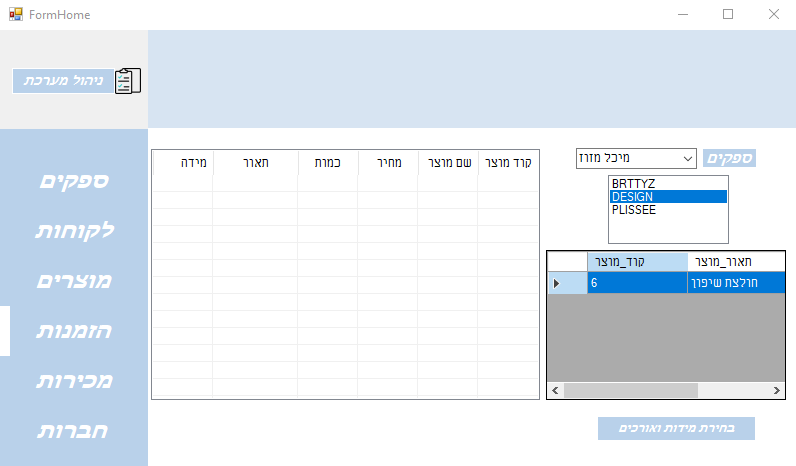 FormHome
ניהול מערכת
ספקים
לקוחות
מוצרים
הזמנות
מכירות
חברות
ספקים
מיכל מזוז
BRTTYZ
DESIGN
PLISSEE
קוד מוצר שם מוצר מחיר כמות תאור מידה
קוד_מוצר תאור_מוצר
6 חולצת שיפון
בחירת מידות ואורכים